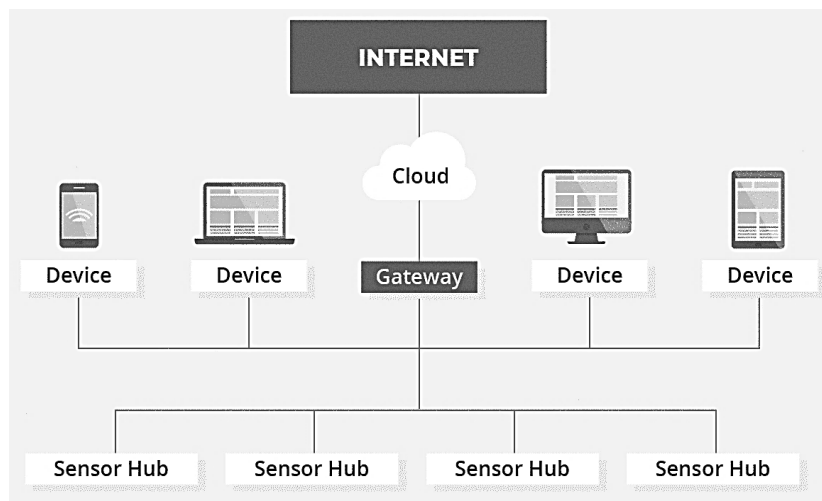 INTERNET
Cloud
Device
Device
Gateway
Device
Device
Sensor Hub
Sensor Hub
Sensor Hub
Sensor Hub